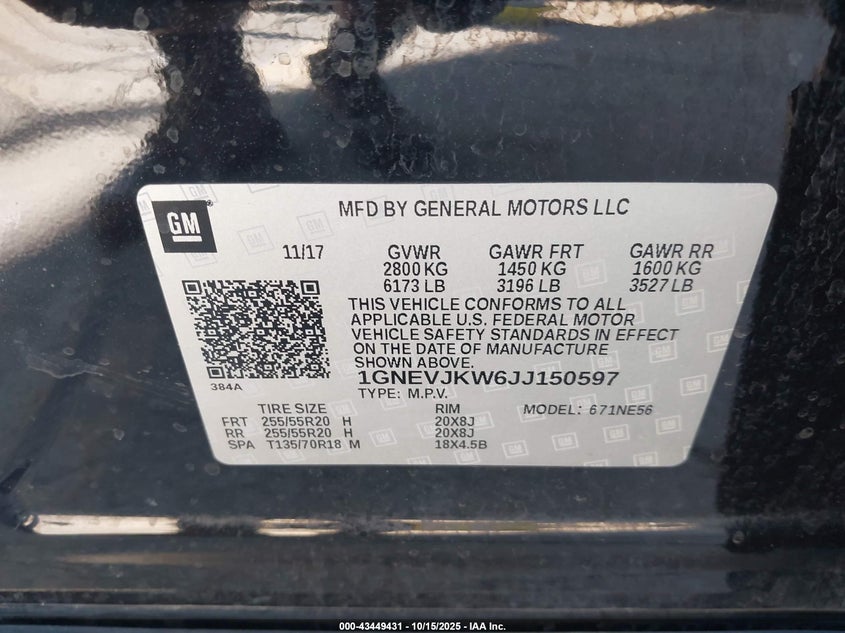 GM
MFD BY GENERAL MOTORS LLC
11/17 GVWR GAWR FRT GAWR RR
2800 KG 1450 KG 1600 KG
6173 LB 3196 LB 3527 LB
THIS VEHICLE CONFORMS TO ALL
APPLICABLE U.S. FEDERAL MOTOR
VEHICLE SAFETY STANDARDS IN EFFECT
ON THE DATE OF MANUFACTURE
SHOWN ABOVE.
384A
1GNEVJKW6JJ150597
TYPE: M.P.V.
TIRE SIZE RIM MODEL: 671NE56
FRT 255/55R20 H 20X8J
RR 255/55R20 H 20X8J
SPA T135/70R18 M 18X4.5B
000-43449431 - 10/15/2025 - IAA Inc.